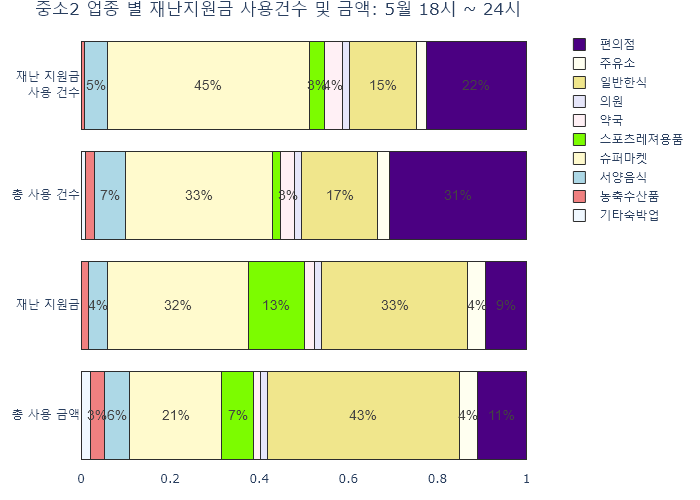 중소2 업종 별 재난지원금 사용건수 및 금액: 5월 18시 ~ 24시
재난 지원금
사용 건수
5%
45%
3%
4%
15%
22%
총 사용 건수
7%
33%
3%
17%
31%
재난 지원금
4%
32%
13%
33%
4%
9%
총 사용 금액
3%
6%
21%
7%
43%
4%
11%
0
0.2
0.4
0.6
0.8
1
편의점
주유소
일반한식
의원
약국
스포츠레져용품
슈퍼마켓
서양음식
농축수산품
기타숙박업